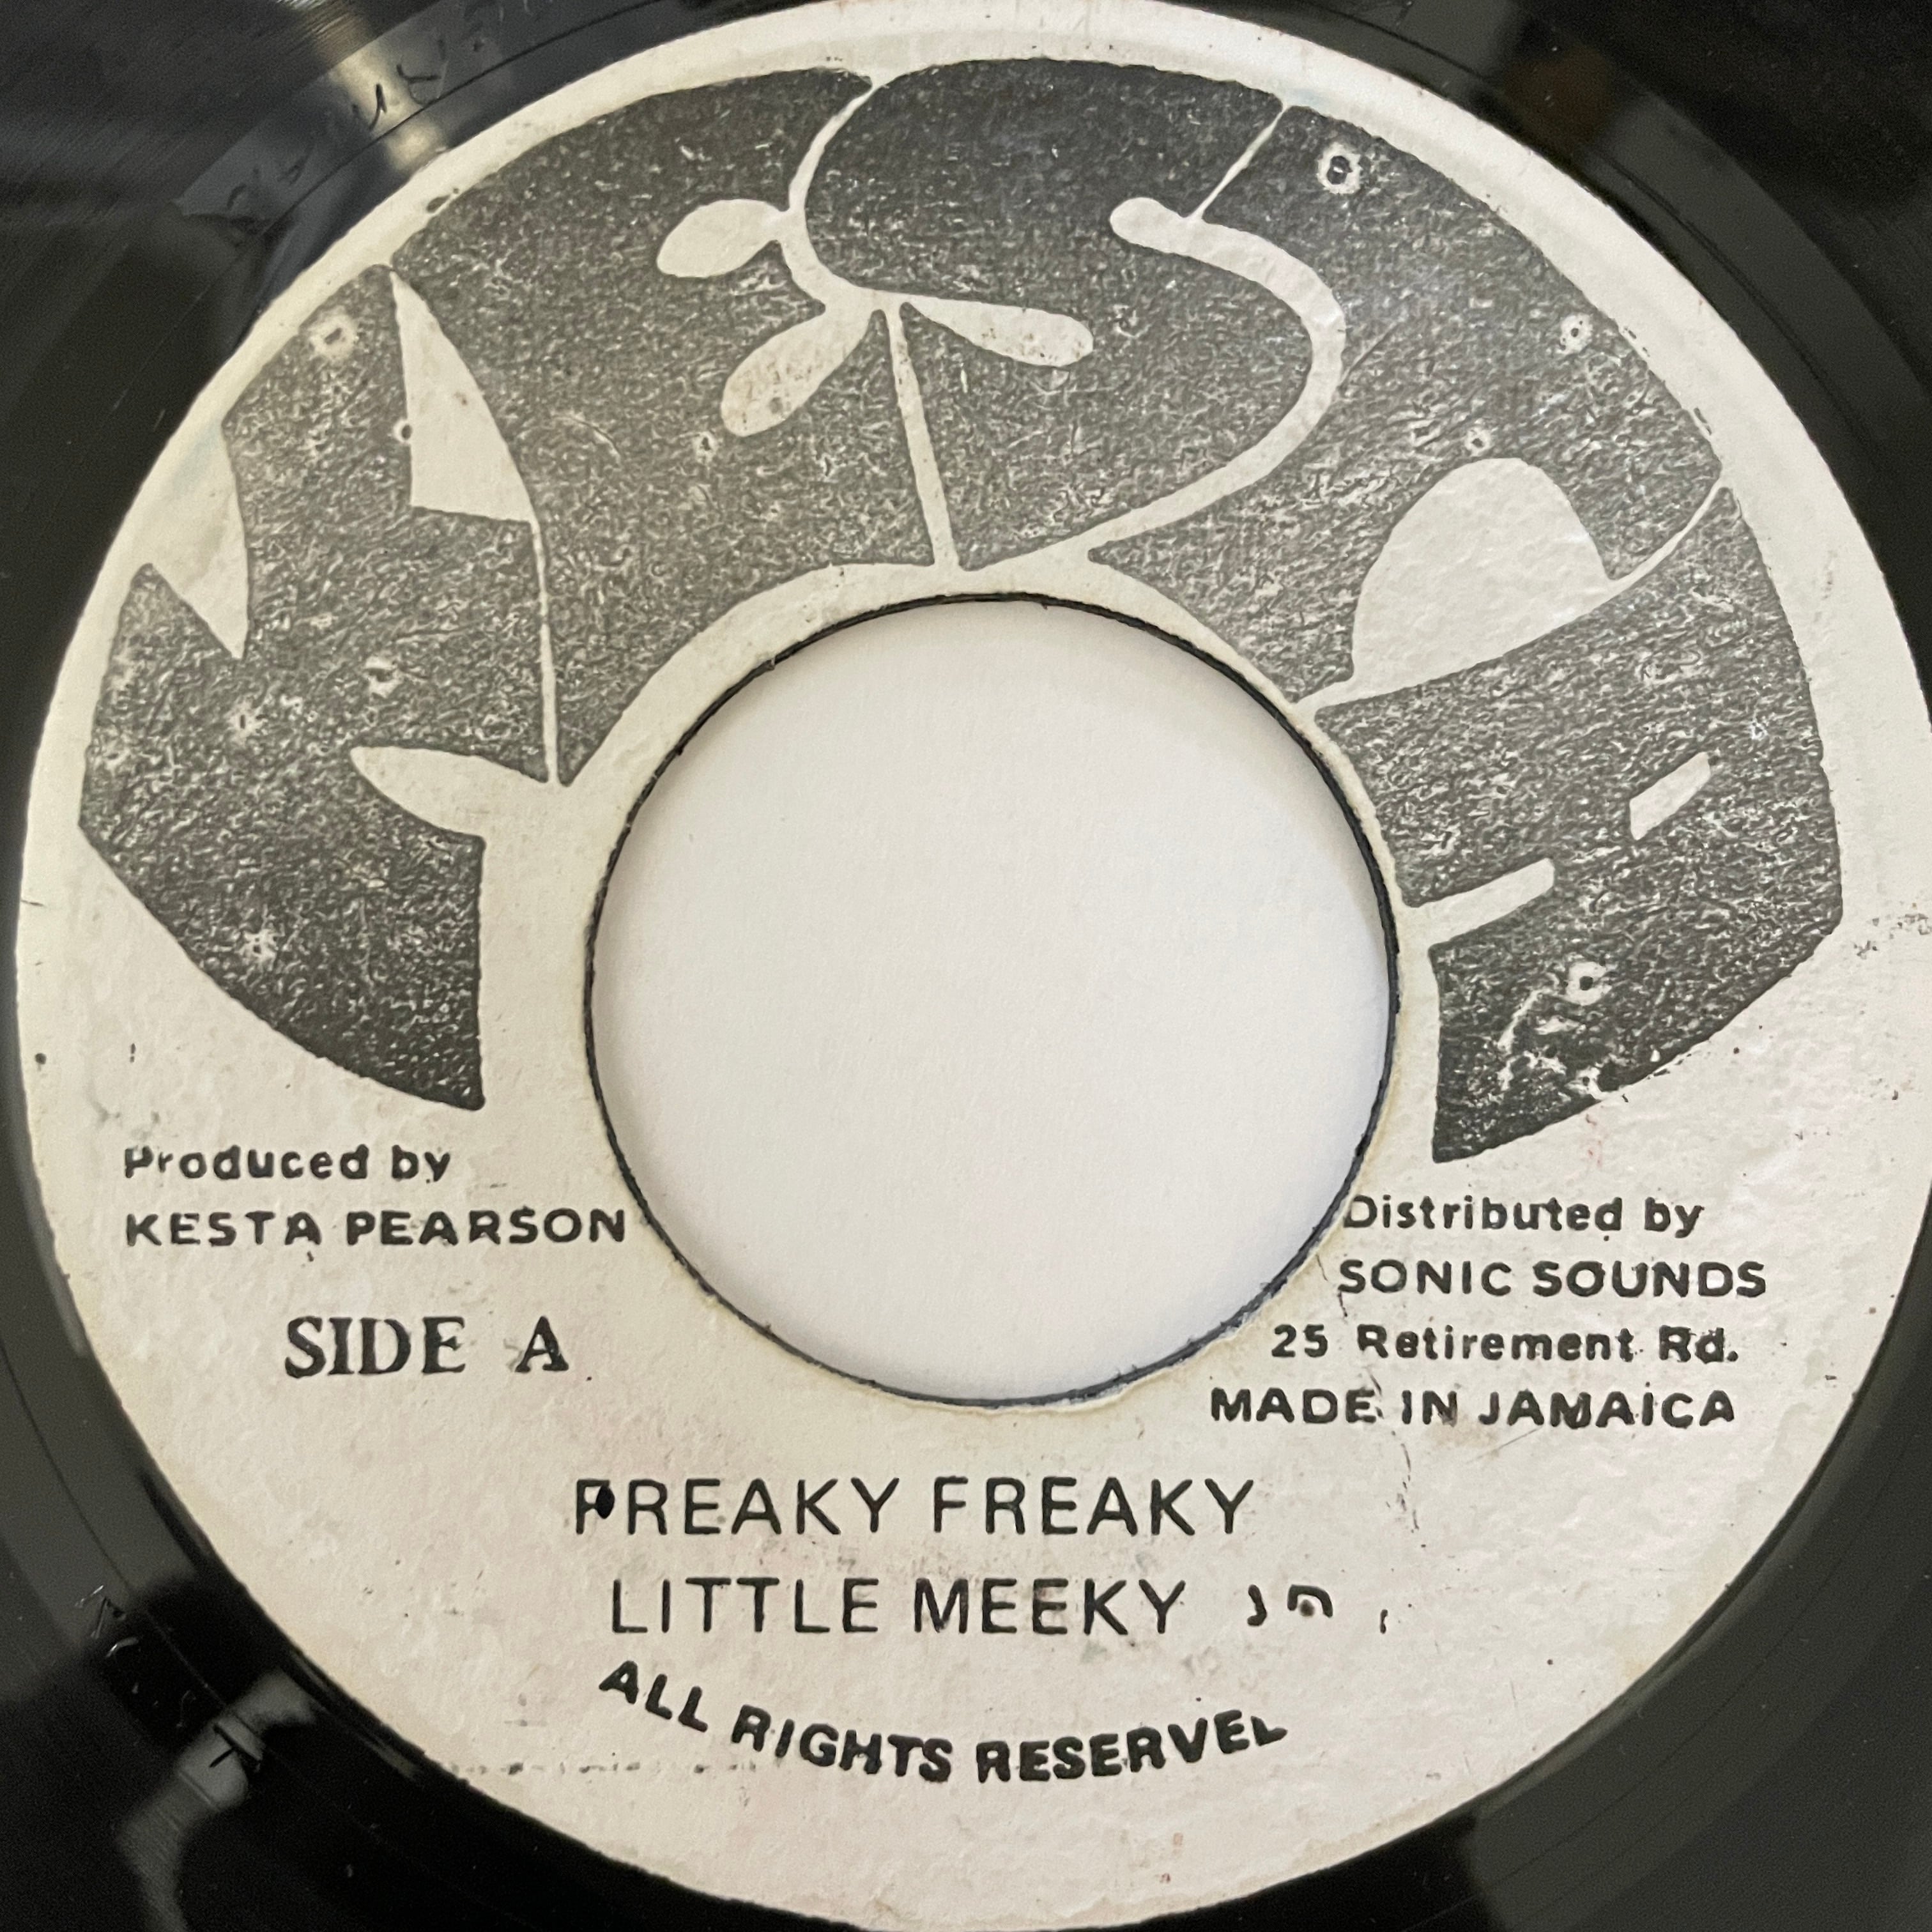 Produced by
KESTA PEARSON
SIDE A
Distributed by
SONIC SOUNDS
25 Retirement Rd.
MADE IN JAMAICA
FREAKY FREAKY
LITTLE MEEKY
ALL RIGHTS RESERVED